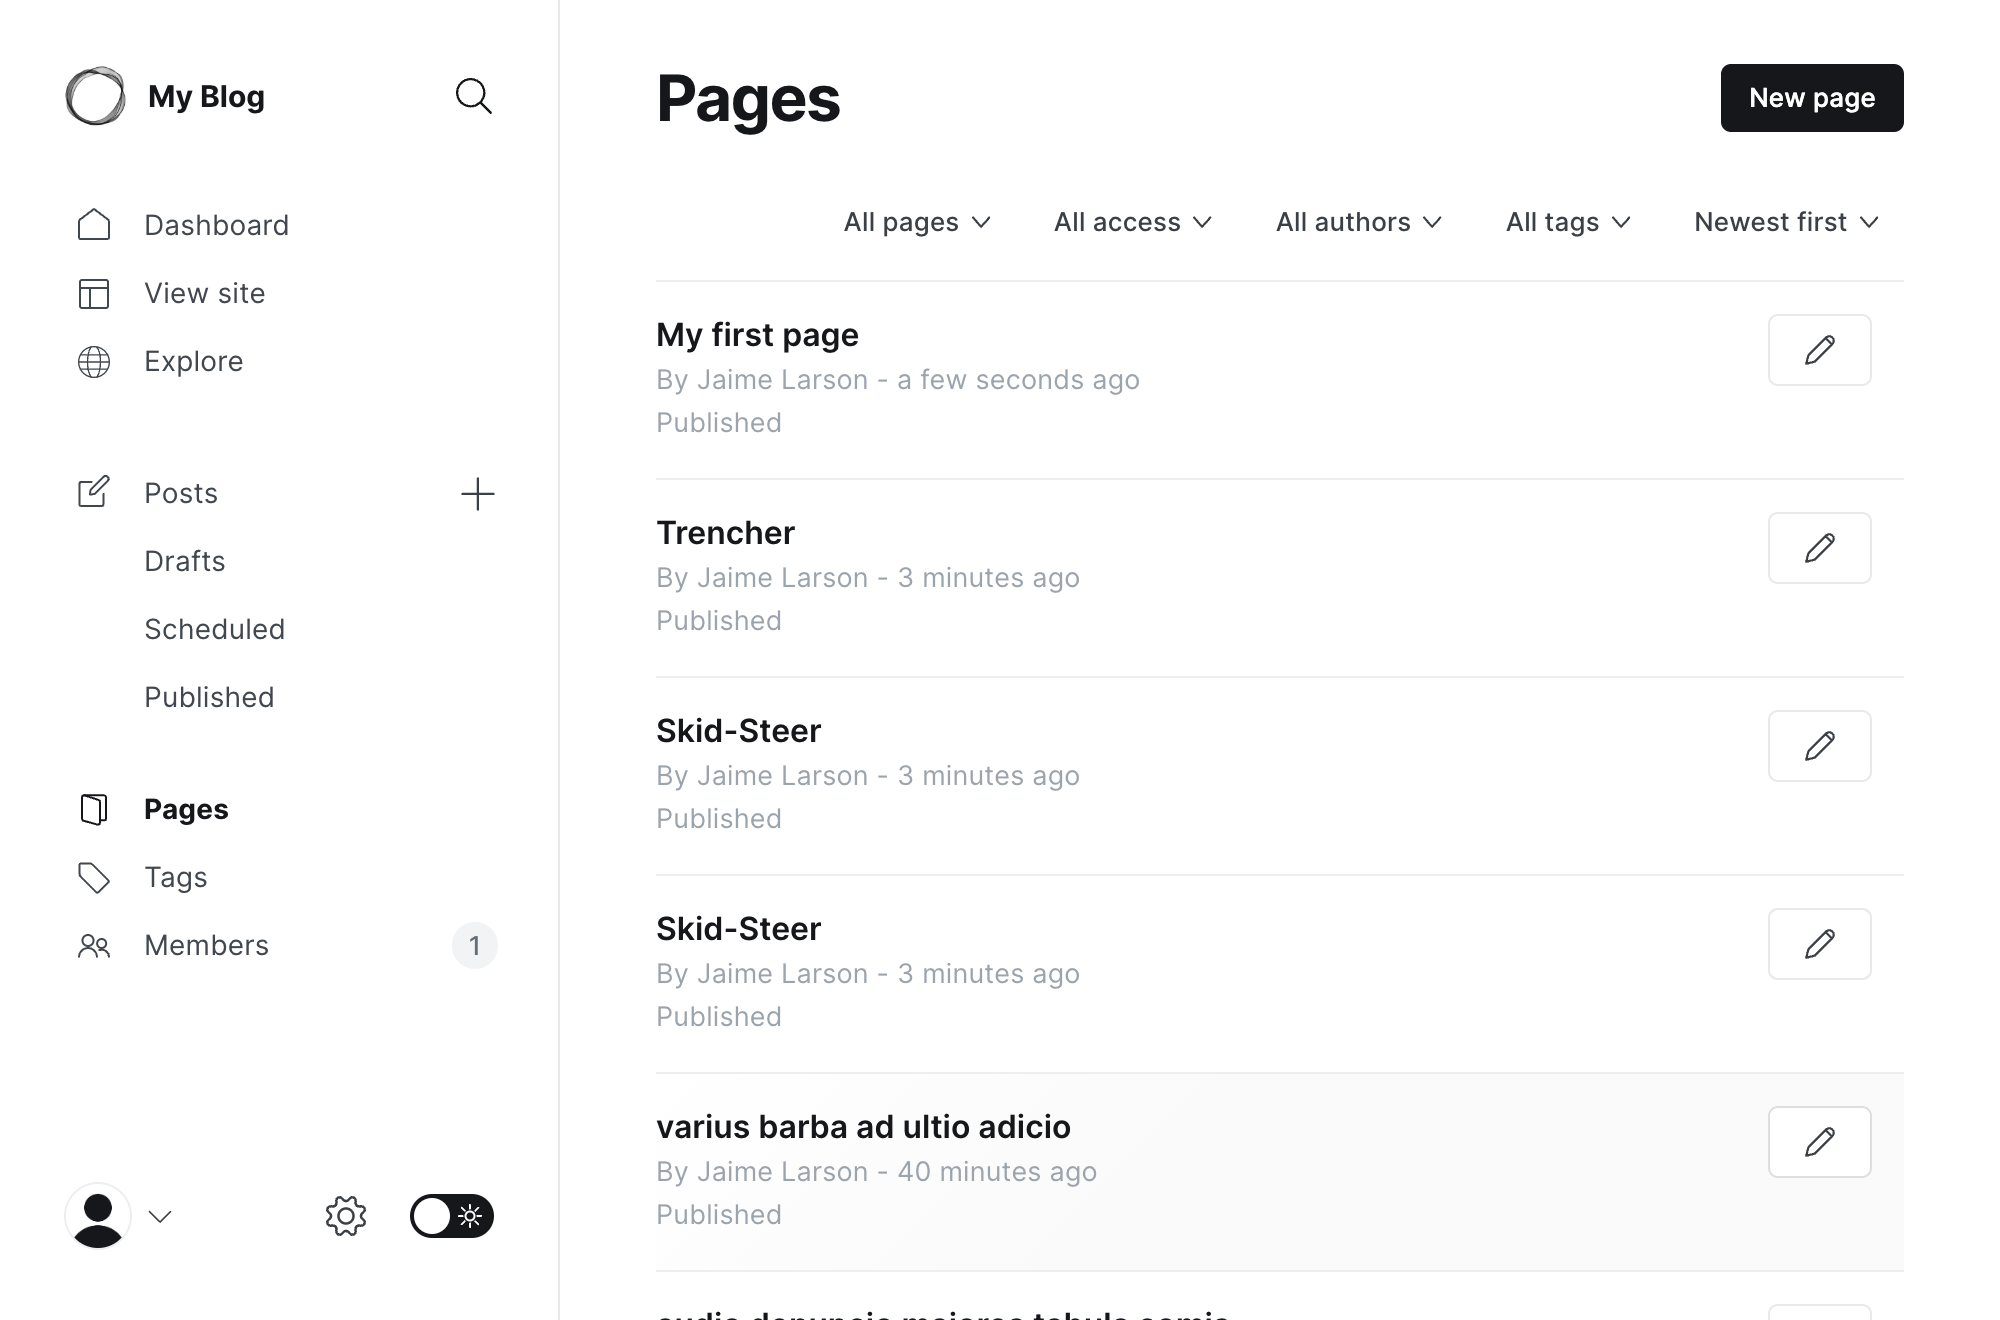 My Blog
Dashboard
View site
Explore
Posts
Drafts
Scheduled
Published
Pages
Tags
Members 1
Pages
New page
All pages All access All authors All tags Newest first
My first page
By Jaime Larson - a few seconds ago
Published
Trencher
By Jaime Larson - 3 minutes ago
Published
Skid-Steer
By Jaime Larson - 3 minutes ago
Published
Skid-Steer
By Jaime Larson - 3 minutes ago
Published
varius barba ad ultio adicio
By Jaime Larson - 40 minutes ago
Published